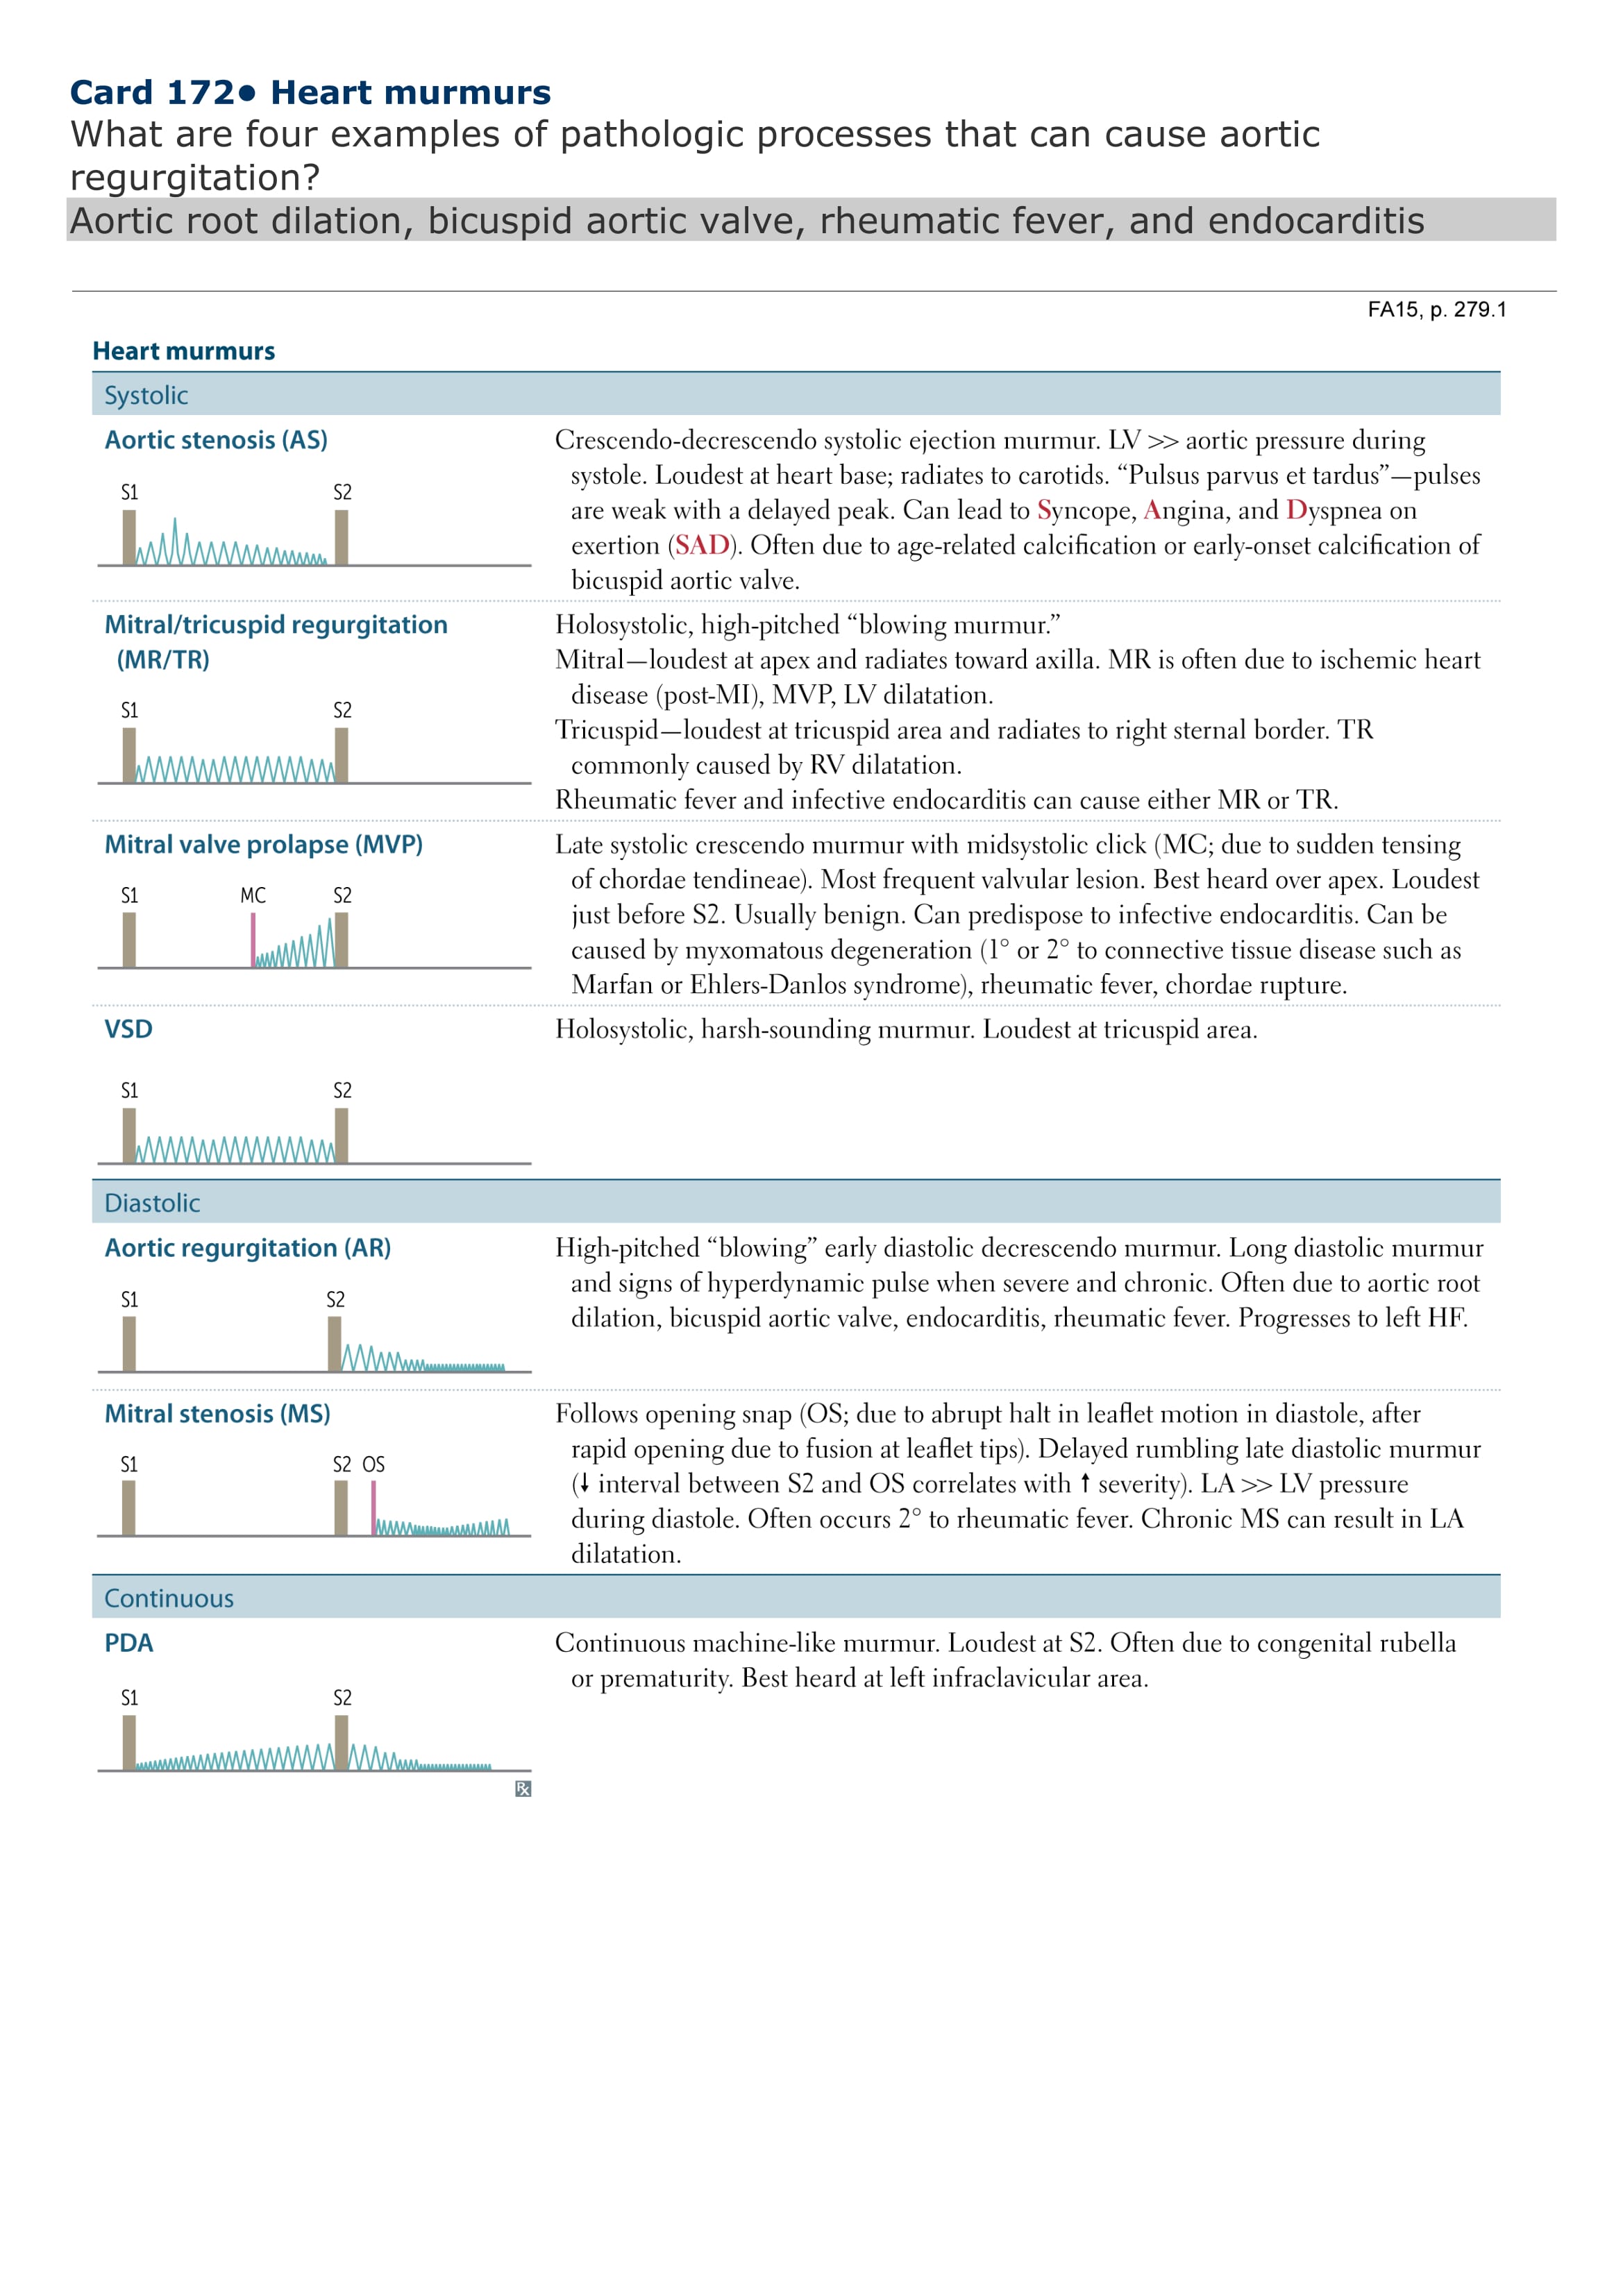 Card 172● Heart murmurs
What are four examples of pathologic processes that can cause aortic
regurgitation?
Aortic root dilation, bicuspid aortic valve, rheumatic fever, and endocarditis
FA15, p. 279.1
Heart murmurs
Systolic
Aortic stenosis (AS)
S1 S2
Crescendo-decrescendo systolic ejection murmur. LV >> aortic pressure during
systole. Loudest at heart base; radiates to carotids. “Pulsus parvus et tardus”—pulses
are weak with a delayed peak. Can lead to Syncope, Angina, and Dyspnea on
exertion (SAD). Often due to age-related calcification or early-onset calcification of
bicuspid aortic valve.
Mitral/tricuspid regurgitation
(MR/TR)
S1 S2
Holosystolic, high-pitched “blowing murmur.”
Mitral—loudest at apex and radiates toward axilla. MR is often due to ischemic heart
disease (post-MI), MVP, LV dilatation.
Tricuspid—loudest at tricuspid area and radiates to right sternal border. TR
commonly caused by RV dilatation.
Rheumatic fever and infective endocarditis can cause either MR or TR.
Mitral valve prolapse (MVP)
S1 MC S2
Late systolic crescendo murmur with midsystolic click (MC; due to sudden tensing
of chordae tendineae). Most frequent valvular lesion. Best heard over apex. Loudest
just before S2. Usually benign. Can predispose to infective endocarditis. Can be
caused by myxomatous degeneration (1° or 2° to connective tissue disease such as
Marfan or Ehlers-Danlos syndrome), rheumatic fever, chordae rupture.
VSD
S1 S2
Holosystolic, harsh-sounding murmur. Loudest at tricuspid area.
Diastolic
Aortic regurgitation (AR)
S1 S2
High-pitched “blowing” early diastolic decrescendo murmur. Long diastolic murmur
and signs of hyperdynamic pulse when severe and chronic. Often due to aortic root
dilation, bicuspid aortic valve, endocarditis, rheumatic fever. Progresses to left HF.
Mitral stenosis (MS)
S1 S2 OS
Follows opening snap (OS; due to abrupt halt in leaflet motion in diastole, after
rapid opening due to fusion at leaflet tips). Delayed rumbling late diastolic murmur
(↓ interval between S2 and OS correlates with ↑ severity). LA >> LV pressure
during diastole. Often occurs 2° to rheumatic fever. Chronic MS can result in LA
dilatation.
Continuous
PDA
S1 S2
Continuous machine-like murmur. Loudest at S2. Often due to congenital rubella
or prematurity. Best heard at left infraclavicular area.
Rx